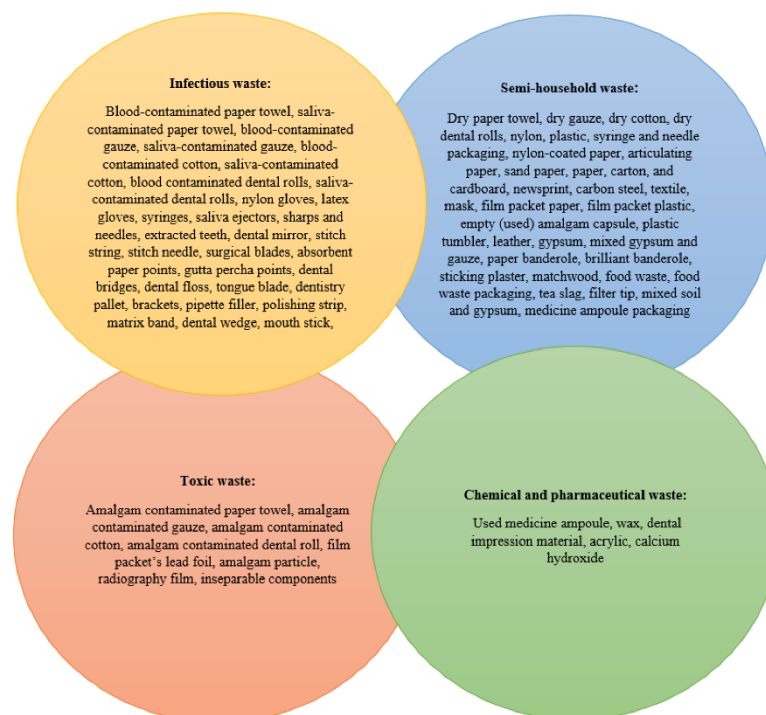 Infectious waste:
Blood-contaminated paper towel, saliva-
contaminated paper towel, blood-contaminated
gauze, saliva-contaminated gauze, blood-
contaminated cotton, saliva-contaminated
cotton, blood contaminated dental rolls, saliva-
contaminated dental rolls, nylon gloves, latex
gloves, syringes, saliva ejectors, sharps and
needles, extracted teeth, dental mirror, stitch
string, stitch needle, surgical blades, absorbent
paper points, gutta percha points, dental
bridges, dental floss, tongue blade, dentistry
pallet, brackets, pipette filler, polishing strip,
matrix band, dental wedge, mouth stick,
Semi-household waste:
Dry paper towel, dry gauze, dry cotton, dry
dental rolls, nylon, plastic, syringe and needle
packaging, nylon-coated paper, articulating
paper, sand paper, paper, carton, and
cardboard, newsprint, carbon steel, textile,
mask, film packet paper, film packet plastic,
empty (used) amalgam capsule, plastic
tumbler, leather, gypsum, mixed gypsum and
gauze, paper banderole, brilliant banderole,
sticking plaster, matchwood, food waste, food
waste packaging, tea slag, filter tip, mixed soil
and gypsum, medicine ampoule packaging
Toxic waste:
Amalgam contaminated paper towel, amalgam
contaminated gauze, amalgam contaminated
cotton, amalgam contaminated dental roll, film
packet's lead foil, amalgam particle,
radiography film, inseparable components
Chemical and pharmaceutical waste:
Used medicine ampoule, wax, dental
impression material, acrylic, calcium
hydroxide